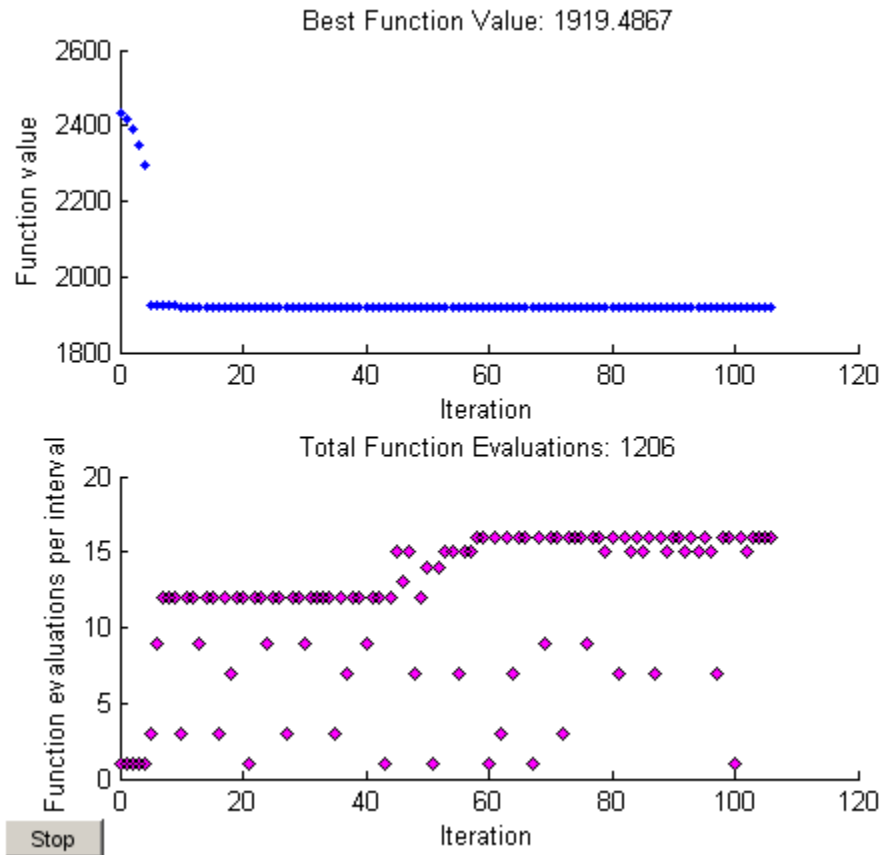 Best Function Value: 1919.4867
2600
2400
2200
2000
1800
Function value
0 20 40 60 80 100 120
Iteration
Total Function Evaluations: 1206
20
15
10
5
0
Function evaluations per interval
0 20 40 60 80 100 120
Iteration
Stop